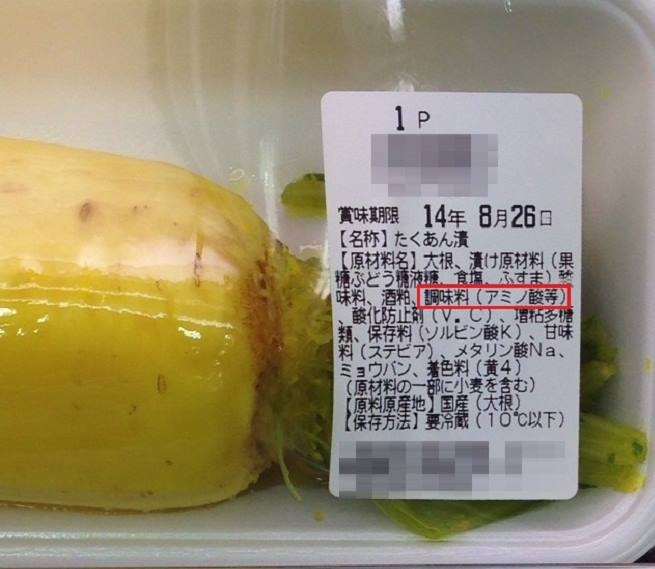 1 P
賞味期限 14年 8月26日
【名称】たくあん漬
【原材料名】大根、漬け原材料（果
糖ぶどう糖液糖、食塩、ふすま）酸
味料、酒粕、調味料（アミノ酸等）
、酸化防止剤（V．C）、増粘多糖
類、保存料（ソルビン酸K）、甘味
料（ステビア）、メタリン酸Na、
ミョウバン、着色料（黄4）
（原材料の一部に小麦を含む）
【原料原産地】国産（大根）
【保存方法】要冷蔵（10℃以下）